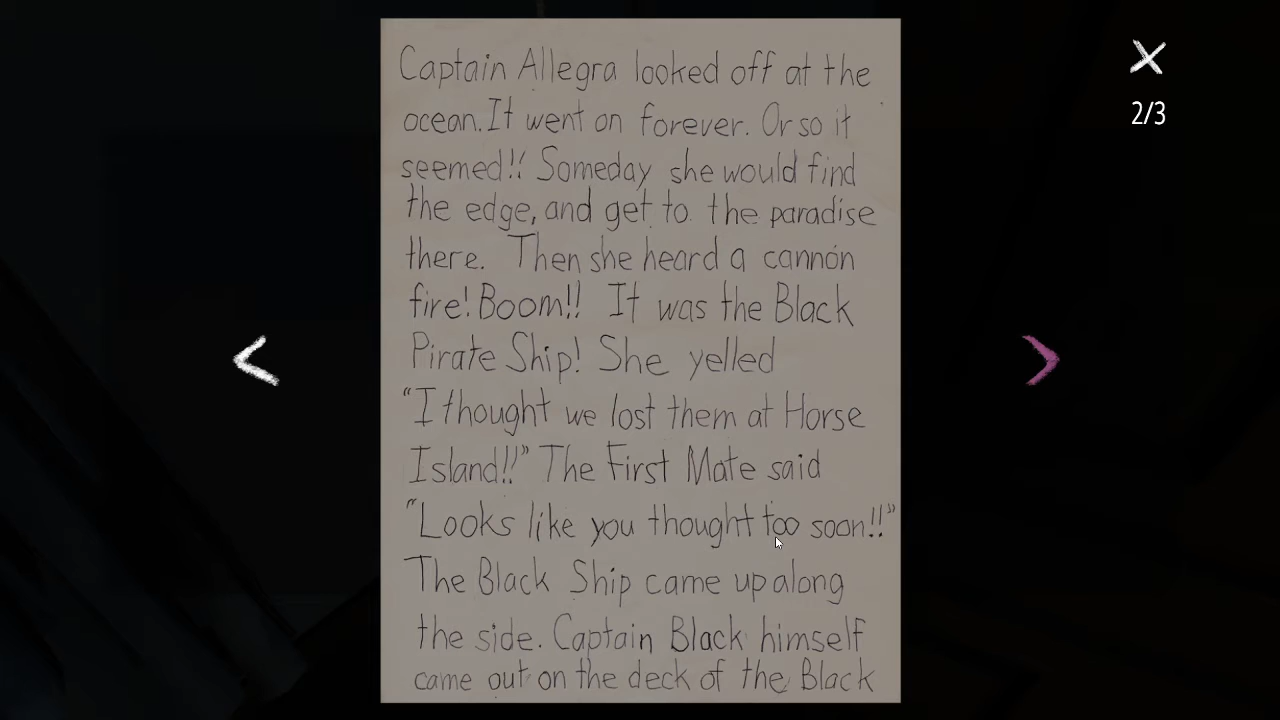 Captain Allegra looked off at the
ocean. It went on forever. Or so it
seemed!! Someday she would find
the edge, and get to the paradise
there. Then she heard a cannon
fire! Boom!! It was the Black
Pirate Ship! She yelled
"I thought we lost them at Horse
Island!!" The First Mate said
"Looks like you thought too soon!!"
The Black Ship came up along
the side. Captain Black himself
came out on the deck of the Black
2/3